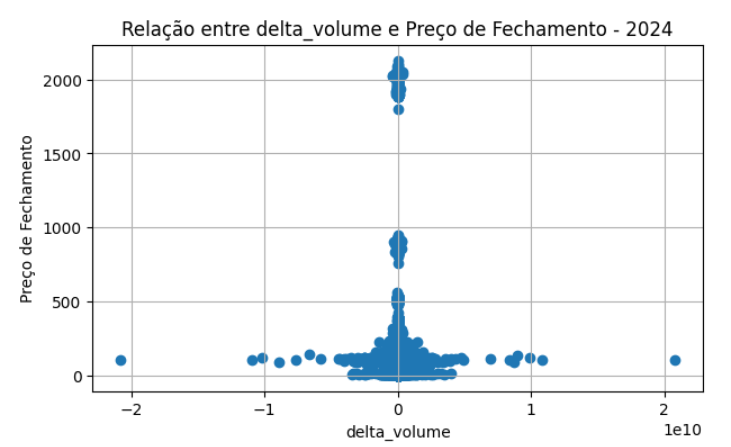 Relação entre delta_volume e Preço de Fechamento - 2024
Preço de Fechamento
2000
1500
1000
500
0
−2
−1
0
1
2
1e10
delta_volume